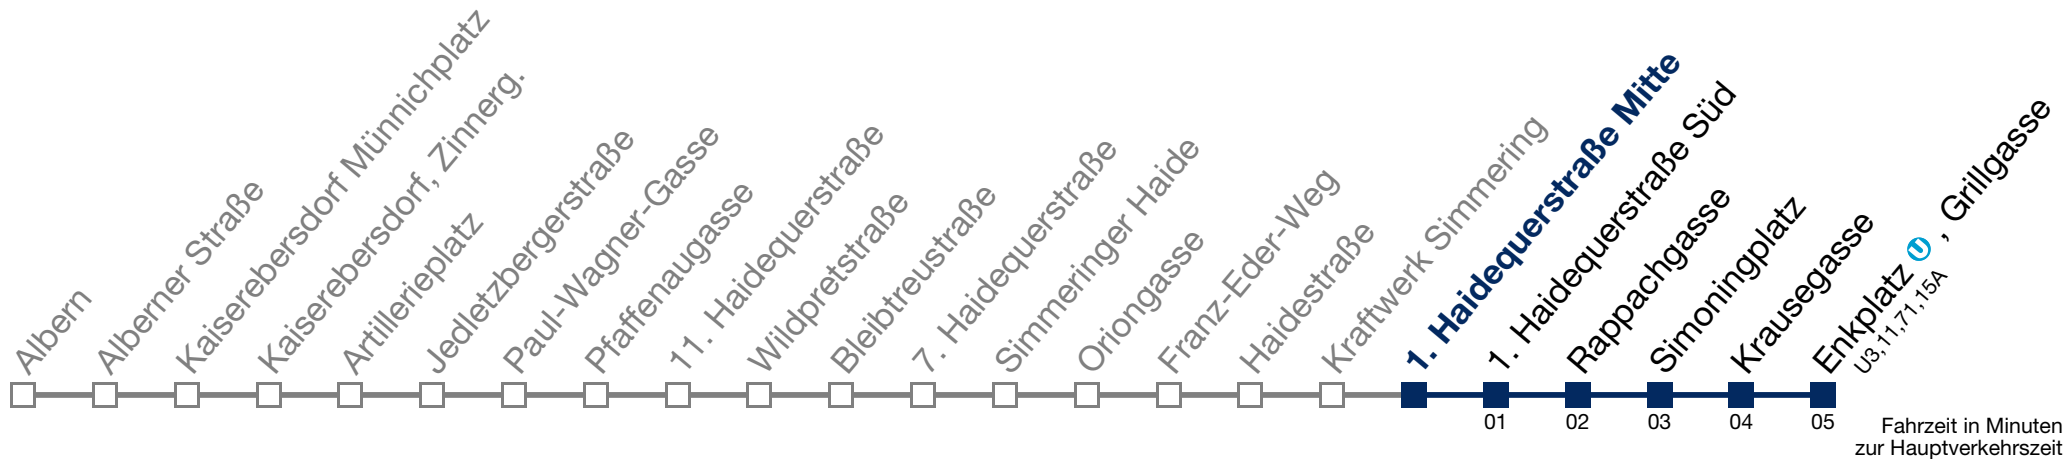 Albern
Alberner Straße
Kaiserebersdorf Münnichplatz
Kaiserebersdorf, Zinnerg.
Artillerieplatz
Jedletzbergerstraße
Paul-Wagner-Gasse
Pfaffenaugasse
11. Haidequerstraße
Wildpretstraße
Bleibtreustraße
7. Haidequerstraße
Simmeringer Haide
Oriongasse
Franz-Eder-Weg
Haidestraße
Kraftwerk Simmering
1. Haidequerstraße Mitte
1. Haidequerstraße Süd
Rappachgasse
Simoningplatz
Krausegasse
Enkplatz U , Grillgasse
U3,11,71,15A
01 02 03 04 05
Fahrzeit in Minuten
zur Hauptverkehrszeit